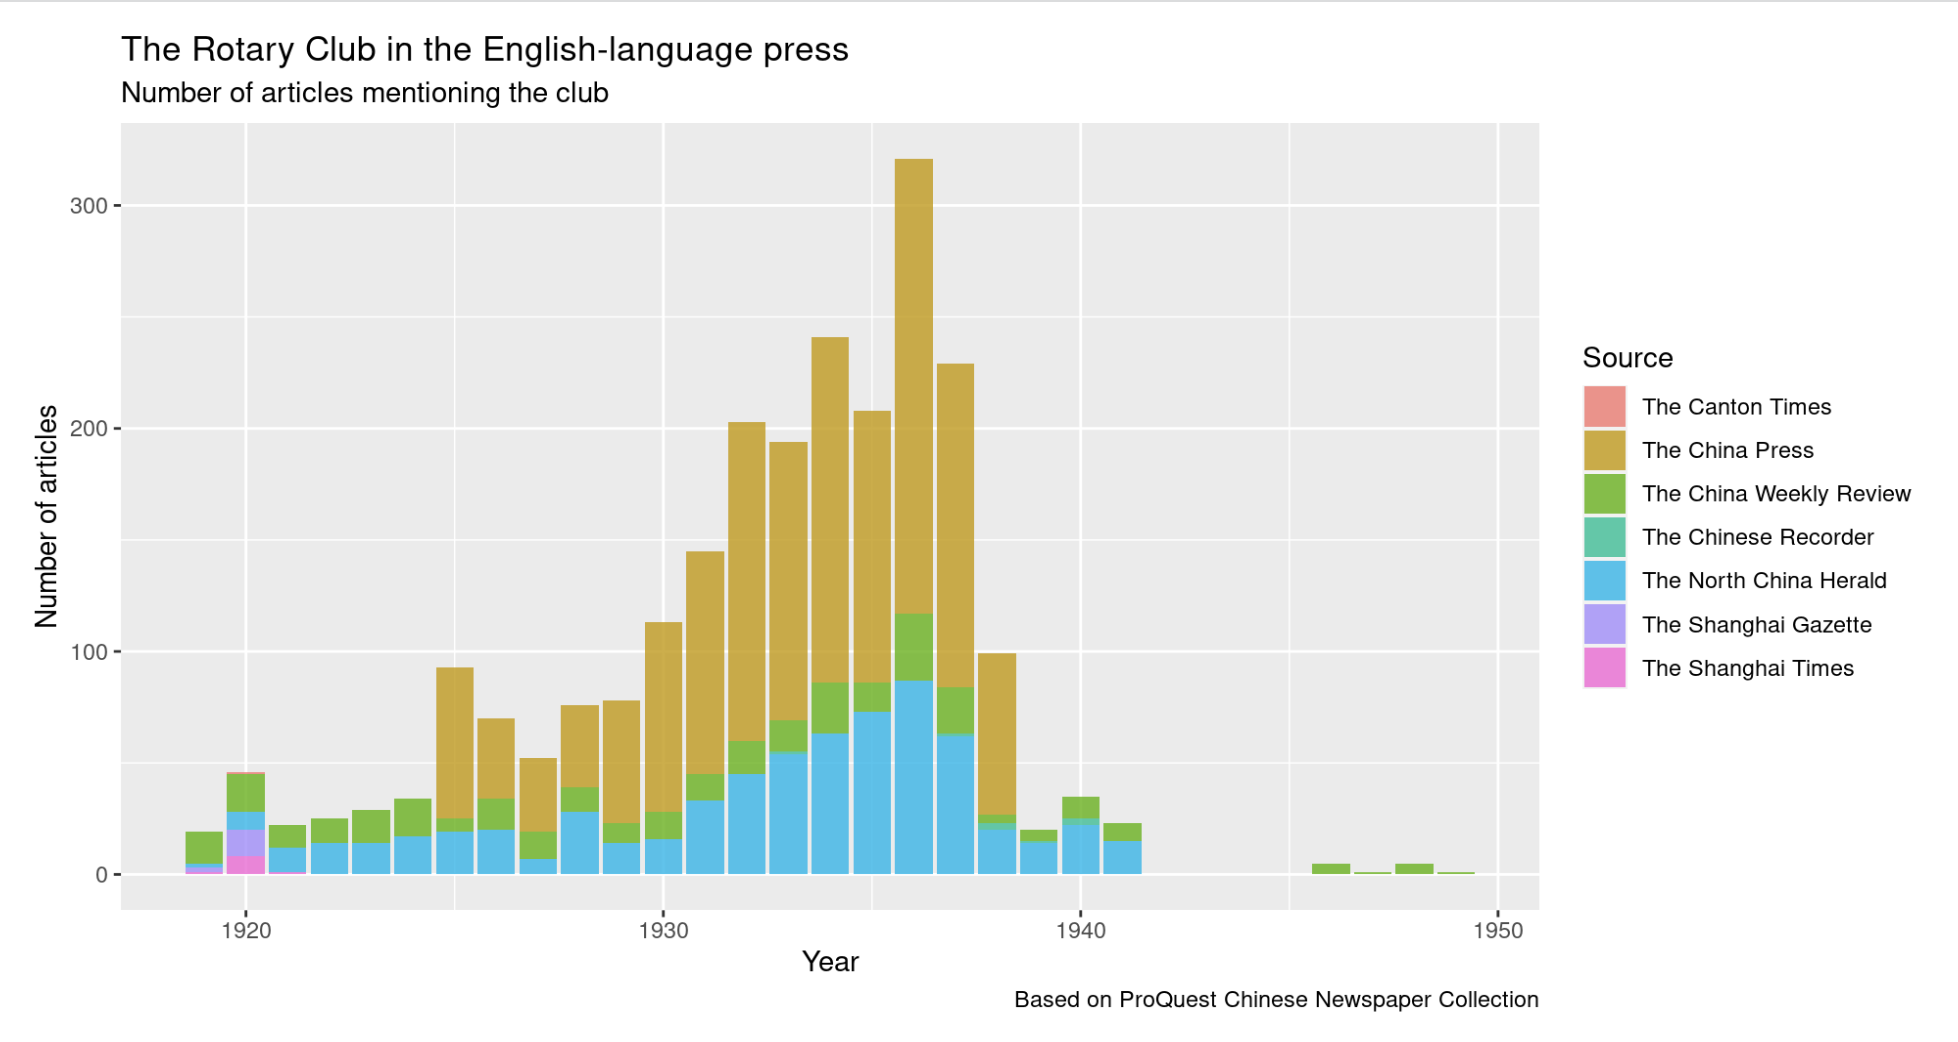 The Rotary Club in the English-language press
Number of articles mentioning the club
Number of articles
300
200
100
0
1920
1930
1940
1950
Year
Source
The Canton Times
The China Press
The China Weekly Review
The Chinese Recorder
The North China Herald
The Shanghai Gazette
The Shanghai Times
Based on ProQuest Chinese Newspaper Collection